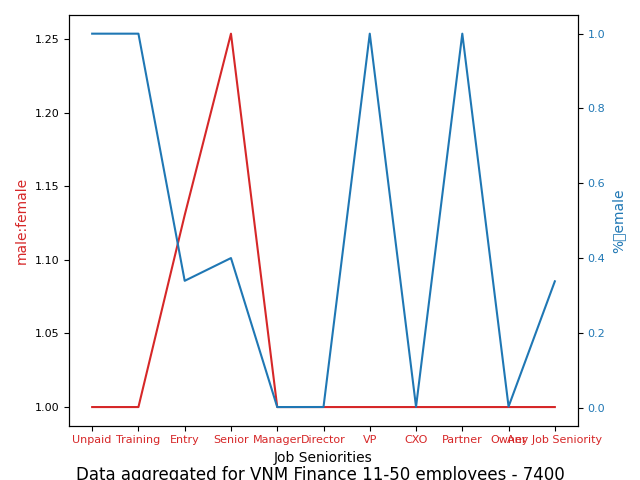 1.25
1.20
1.15
1.10
1.05
1.00
male:female
1.0
0.8
0.6
0.4
0.2
0.0
%▯emale
Unpaid Training Entry Senior Manager Director VP CXO Partner Owner Any Job Seniority
Job Seniorities
Data aggregated for VNM Finance 11-50 employees - 7400